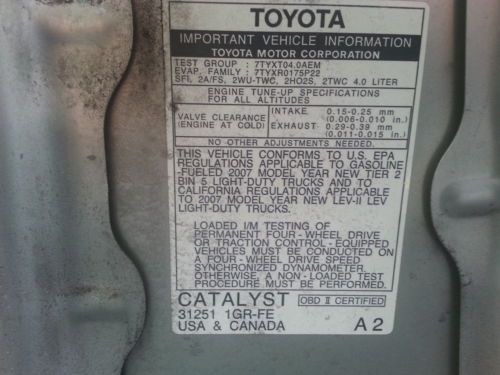 TOYOTA
IMPORTANT VEHICLE INFORMATION
TOYOTA MOTOR CORPORATION
TEST GROUP : 7TYXT04.0AEM
EVAP. FAMILY : 7TYXR0175P22
SFI, 2A/FS, 2WU-TWC, 2HO2S, 2TWC 4.0 LITER
ENGINE TUNE-UP SPECIFICATIONS
FOR ALL ALTITUDES
VALVE CLEARANCE
(ENGINE AT COLD)
INTAKE 0.15-0.25 mm
(0.006-0.010 in.)
EXHAUST 0.29-0.39 mm
(0.011-0.015 in.)
NO OTHER ADJUSTMENTS NEEDED.
THIS VEHICLE CONFORMS TO U.S. EPA
REGULATIONS APPLICABLE TO GASOLINE
-FUELED 2007 MODEL YEAR NEW TIER 2
BIN 5 LIGHT-DUTY TRUCKS AND TO
CALIFORNIA REGULATIONS APPLICABLE
TO 2007 MODEL YEAR NEW LEV-II LEV
LIGHT-DUTY TRUCKS.
LOADED I/M TESTING OF
PERMANENT FOUR-WHEEL DRIVE
OR TRACTION CONTROL-EQUIPPED
VEHICLES MUST BE CONDUCTED ON
A FOUR-WHEEL DRIVE SPEED
SYNCHRONIZED DYNAMOMETER.
OTHERWISE, A NON-LOADED TEST
PROCEDURE MUST BE PERFORMED.
CATALYST OBD II CERTIFIED
31251 1GR-FE
USA & CANADA A 2